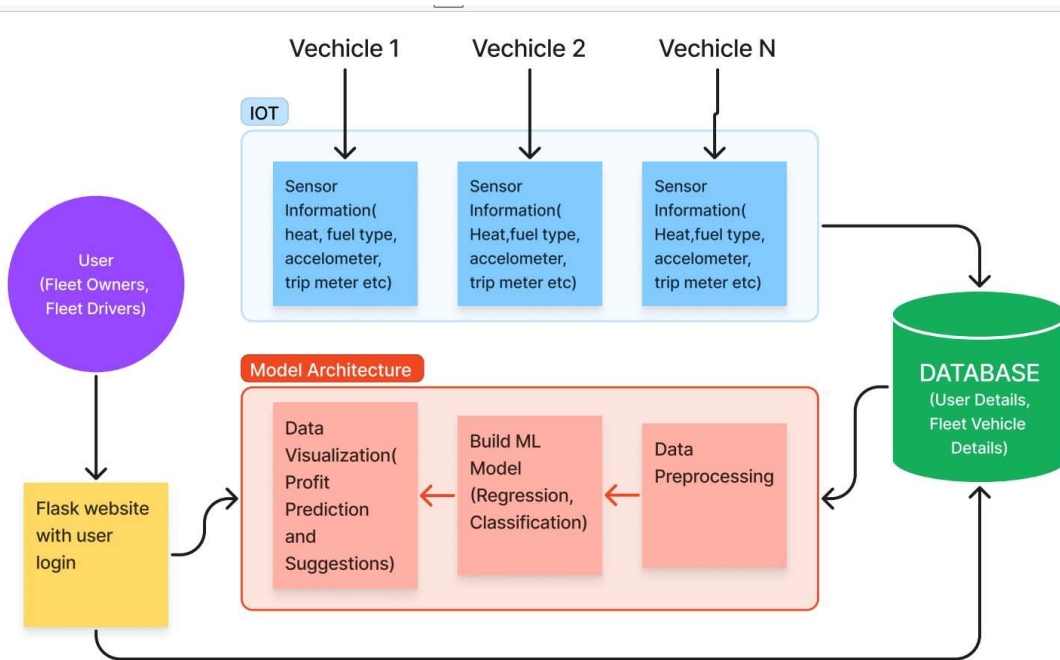 Vechicle 1
Vechicle 2
Vechicle N
IOT
Sensor
Information(
heat, fuel type,
accelometer,
trip meter etc)
Sensor
Information(
Heat,fuel type,
accelometer,
trip meter etc)
Sensor
Information(
Heat,fuel type,
accelometer,
trip meter etc)
User
(Fleet Owners,
Fleet Drivers)
DATABASE
(User Details,
Fleet Vehicle
Details)
Model Architecture
Data
Visualization(
Profit
Prediction
and
Suggestions)
Build ML
Model
(Regression,
Classification)
Data
Preprocessing
Flask website
with user
login